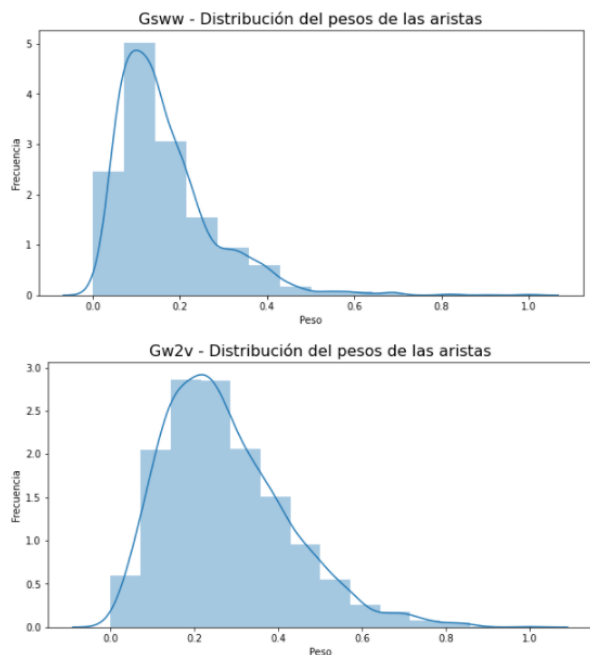 Gsww - Distribución del pesos de las aristas
5
4
3
2
1
0
Frecuencia
0.0 0.2 0.4 0.6 0.8 1.0
Peso
Gw2v - Distribución del pesos de las aristas
3.0
2.5
2.0
1.5
1.0
0.5
0.0
Frecuencia
0.0 0.2 0.4 0.6 0.8 1.0
Peso